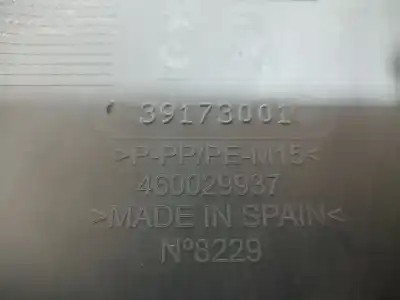 39173001
>P-PP/PE-M15<
460029937
>MADE IN SPAIN<
Nº8229